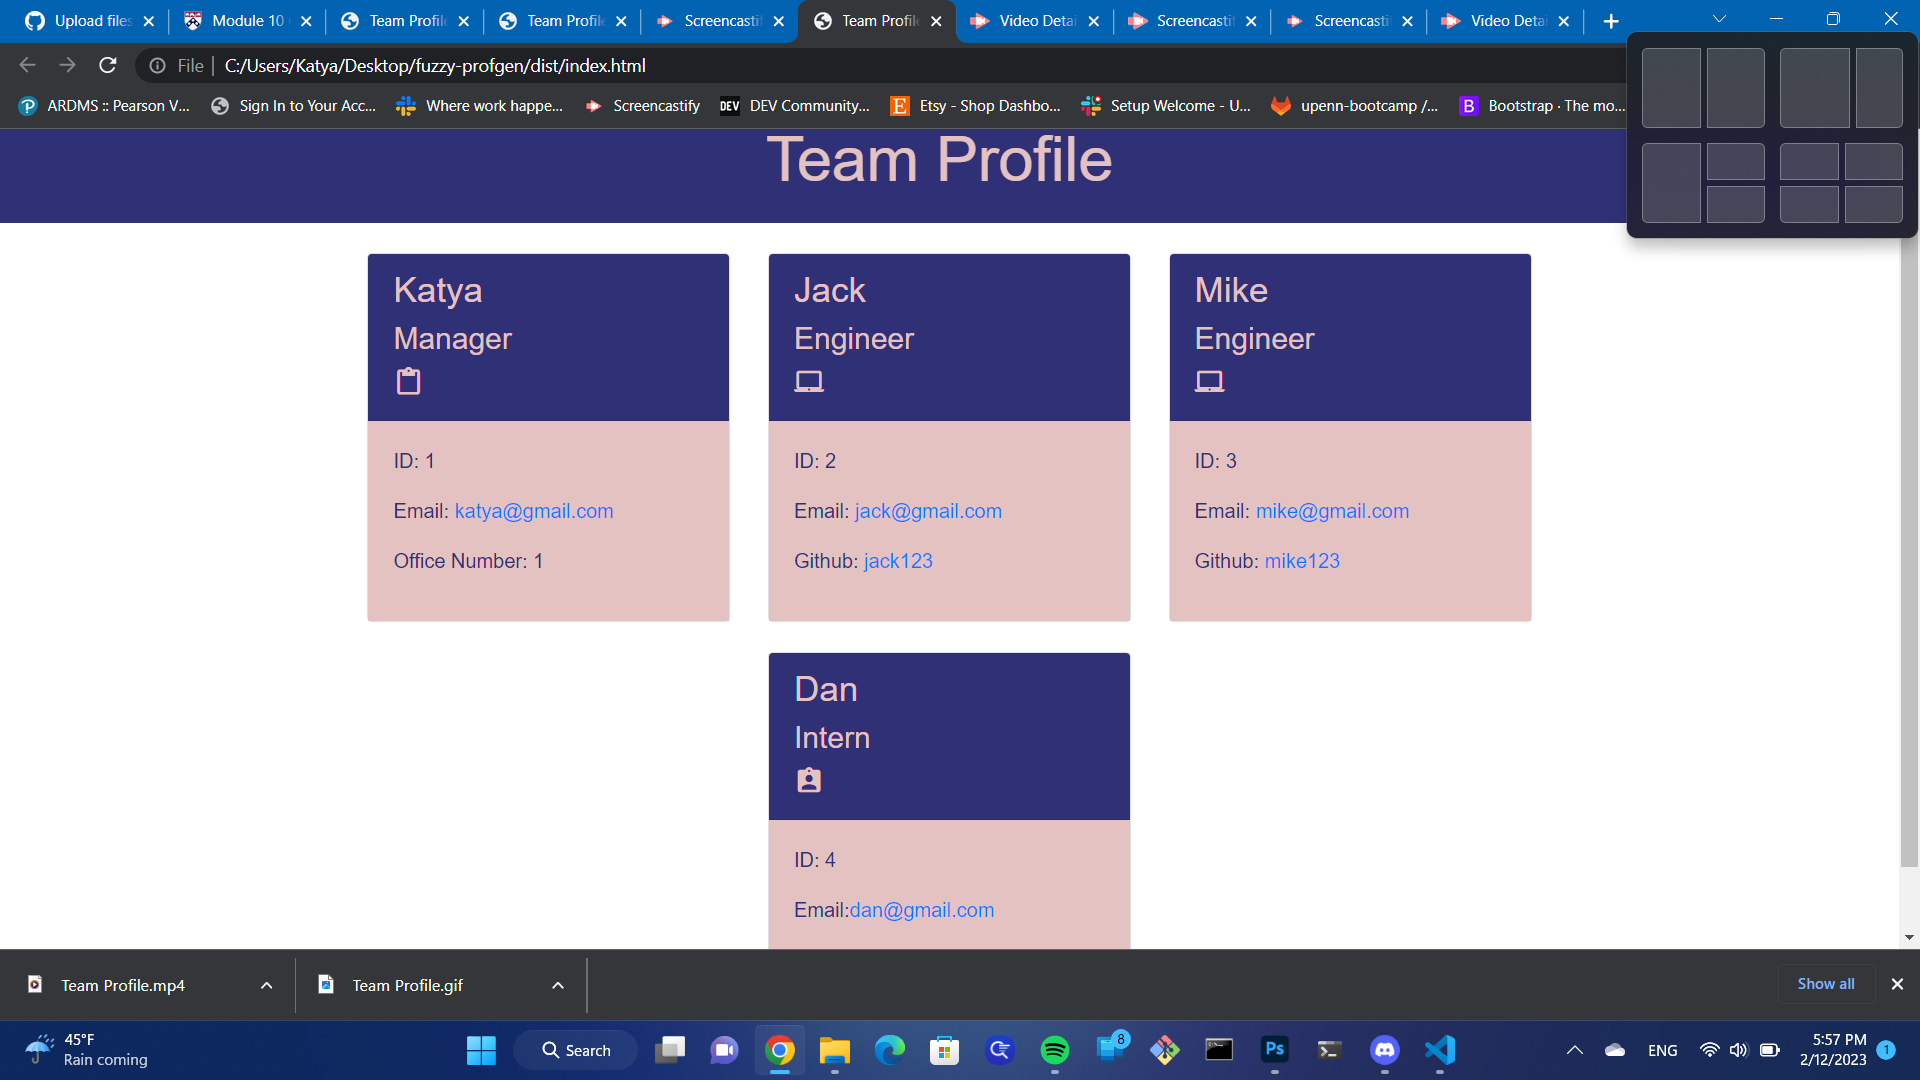 Upload files
Module 10
Team Profile
Team Profile
Screencastif
Team Profile
Video Detai
Screencastif
Screencastif
Video Detai
File
C:/Users/Katya/Desktop/fuzzy-profgen/dist/index.html
ARDMS :: Pearson V...
Sign In to Your Acc...
Where work happe...
Screencastify
DEV
DEV Community...
Etsy - Shop Dashbo...
Setup Welcome - U...
upenn-bootcamp /...
Bootstrap · The mo...
Team Profile
Katya
Manager
ID: 1
Email: katya@gmail.com
Office Number: 1
Jack
Engineer
ID: 2
Email: jack@gmail.com
Github: jack123
Mike
Engineer
ID: 3
Email: mike@gmail.com
Github: mike123
Dan
Intern
ID: 4
Email:dan@gmail.com
Team Profile.mp4
Team Profile.gif
Show all
45°F
Rain coming
Search
8
Ps
ENG
5:57 PM
2/12/2023
1